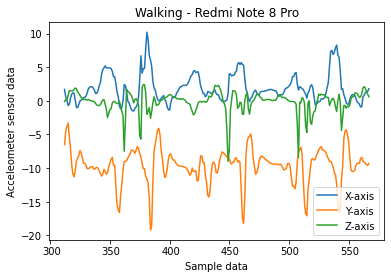 Walking - Redmi Note 8 Pro
Acceleometer sensor data
10
5
0
−5
−10
−15
−20
300
350
400
450
500
550
Sample data
X-axis
Y-axis
Z-axis